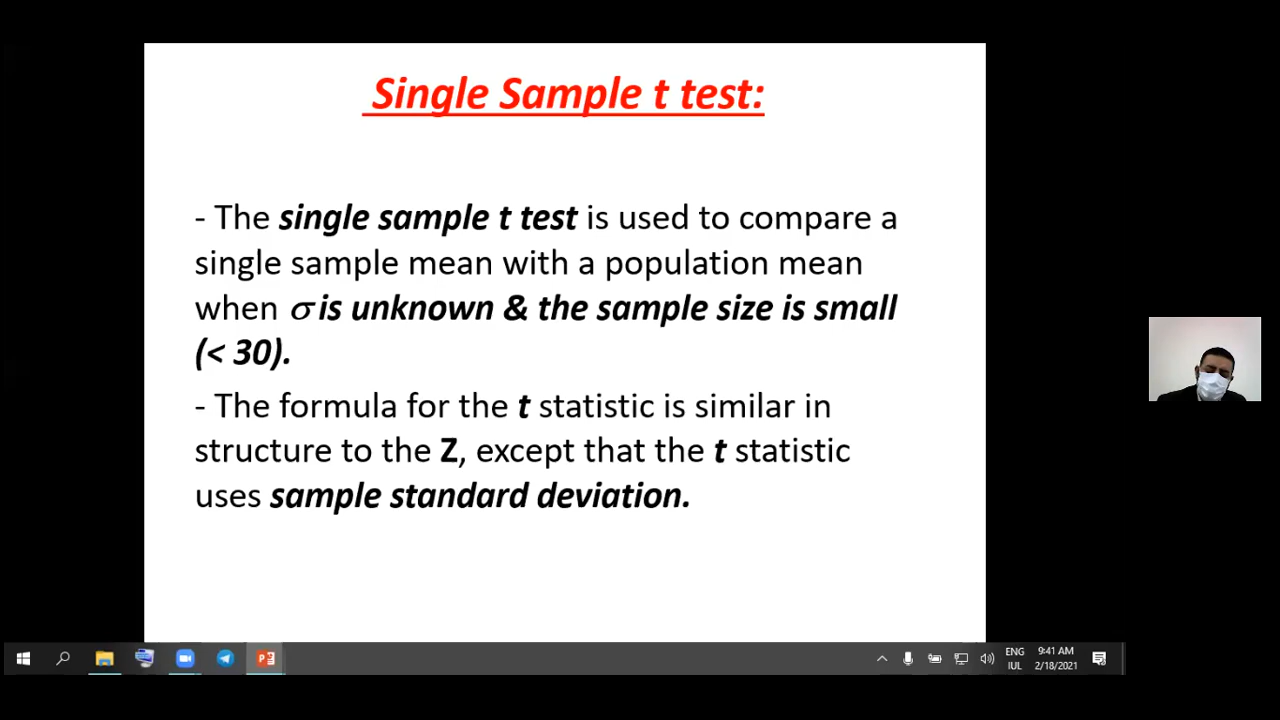 Single Sample t test:
- The single sample t test is used to compare a
single sample mean with a population mean
when σ is unknown & the sample size is small
(< 30).
- The formula for the t statistic is similar in
structure to the Z, except that the t statistic
uses sample standard deviation.
ENG
IUL
9:41 AM
2/18/2021